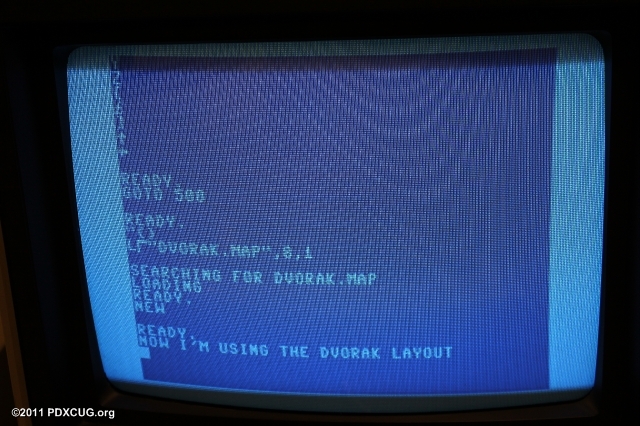 READY.
GOTO 500
READY.
"DVORAK.MAP",8,1
SEARCHING FOR DVORAK.MAP
LOADING
READY.
NEW
READY.
NOW I'M USING THE DVORAK LAYOUT
©2011 PDXCUG.org